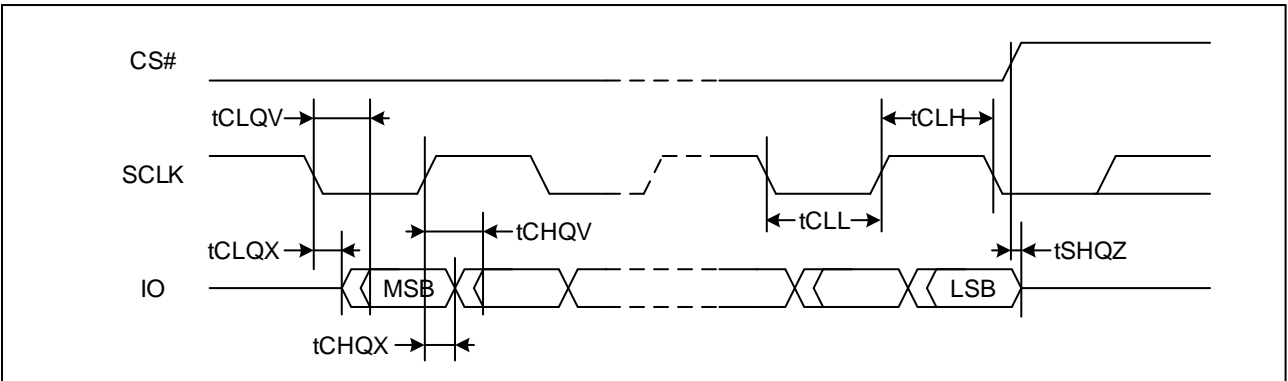 CS#
tCLQV
tCLH
SCLK
tCLL
tCHQV
tCLQX
tSHQZ
IO
MSB
LSB
tCHQX